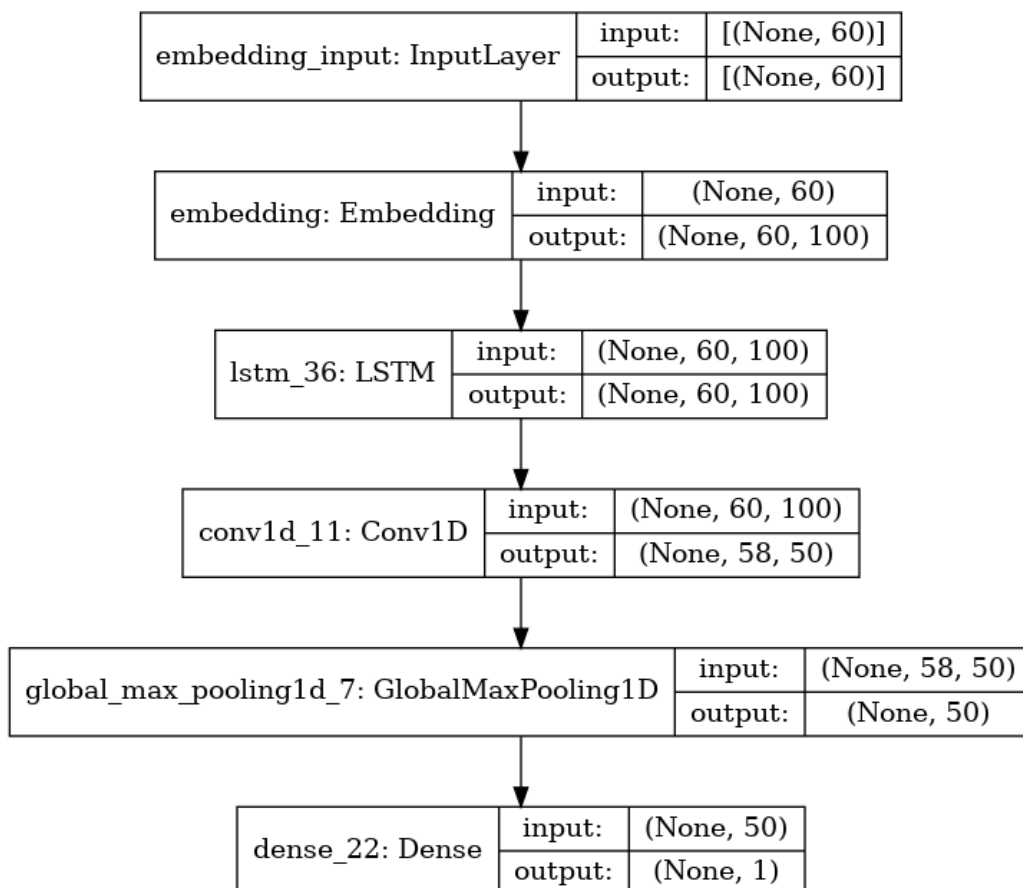 embedding_input: InputLayer
input: [(None, 60)]
output: [(None, 60)]
embedding: Embedding
input: (None, 60)
output: (None, 60, 100)
lstm_36: LSTM
input: (None, 60, 100)
output: (None, 60, 100)
conv1d_11: Conv1D
input: (None, 60, 100)
output: (None, 58, 50)
global_max_pooling1d_7: GlobalMaxPooling1D
input: (None, 58, 50)
output: (None, 50)
dense_22: Dense
input: (None, 50)
output: (None, 1)